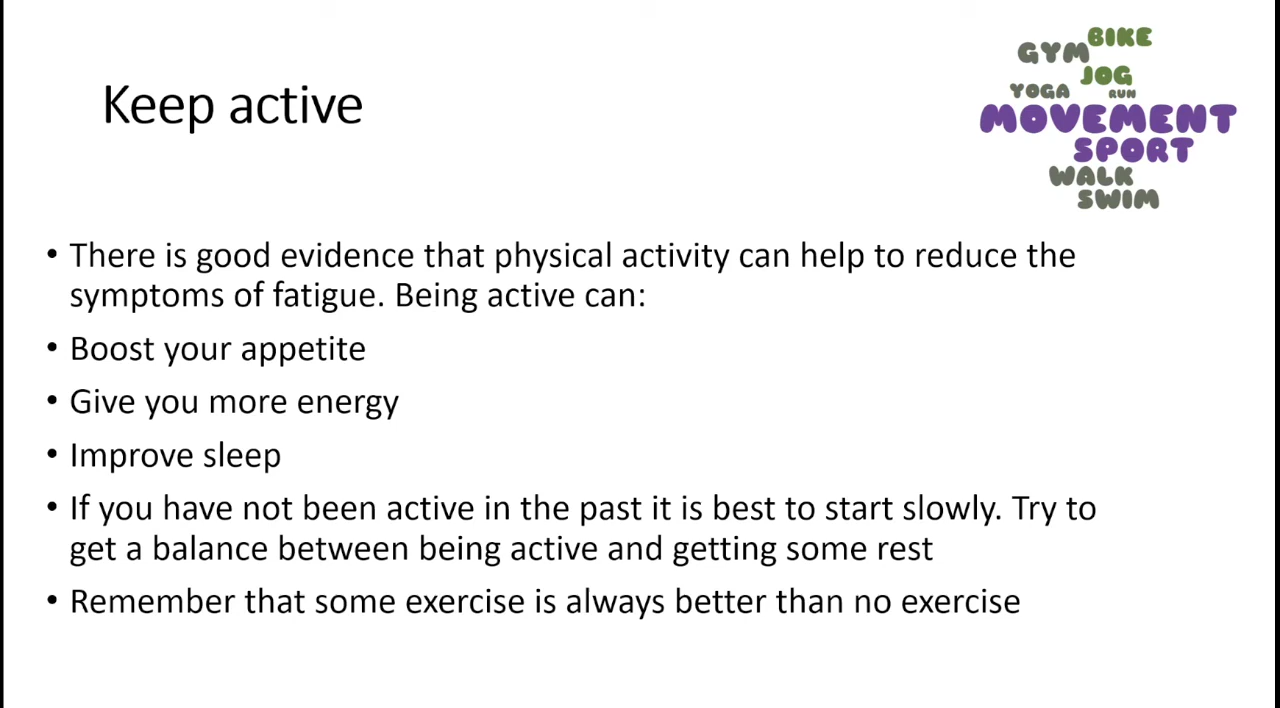 Keep active
GYM BIKE
JOG
YOGA RUN
MOVEMENT
SPORT
WALK
SWIM
• There is good evidence that physical activity can help to reduce the
symptoms of fatigue. Being active can:
• Boost your appetite
• Give you more energy
• Improve sleep
• If you have not been active in the past it is best to start slowly. Try to
get a balance between being active and getting some rest
• Remember that some exercise is always better than no exercise